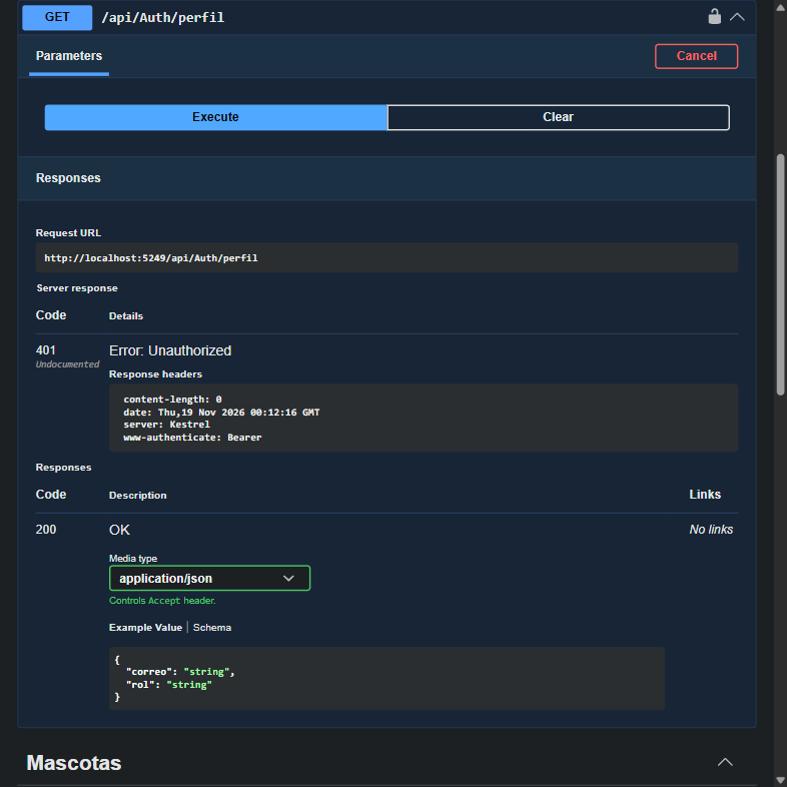 GET /api/Auth/perfil
Parameters
Cancel
Execute
Clear
Responses
Request URL
http://localhost:5249/api/Auth/perfil
Server response
Code Details
401 Error: Unauthorized
Undocumented
Response headers
content-length: 0
date: Thu,19 Nov 2026 00:12:16 GMT
server: Kestrel
www-authenticate: Bearer
Responses
Code Description Links
200 OK No links
Media type
application/json
Controls Accept header.
Example Value | Schema
{
"correo": "string",
"rol": "string"
}
Mascotas